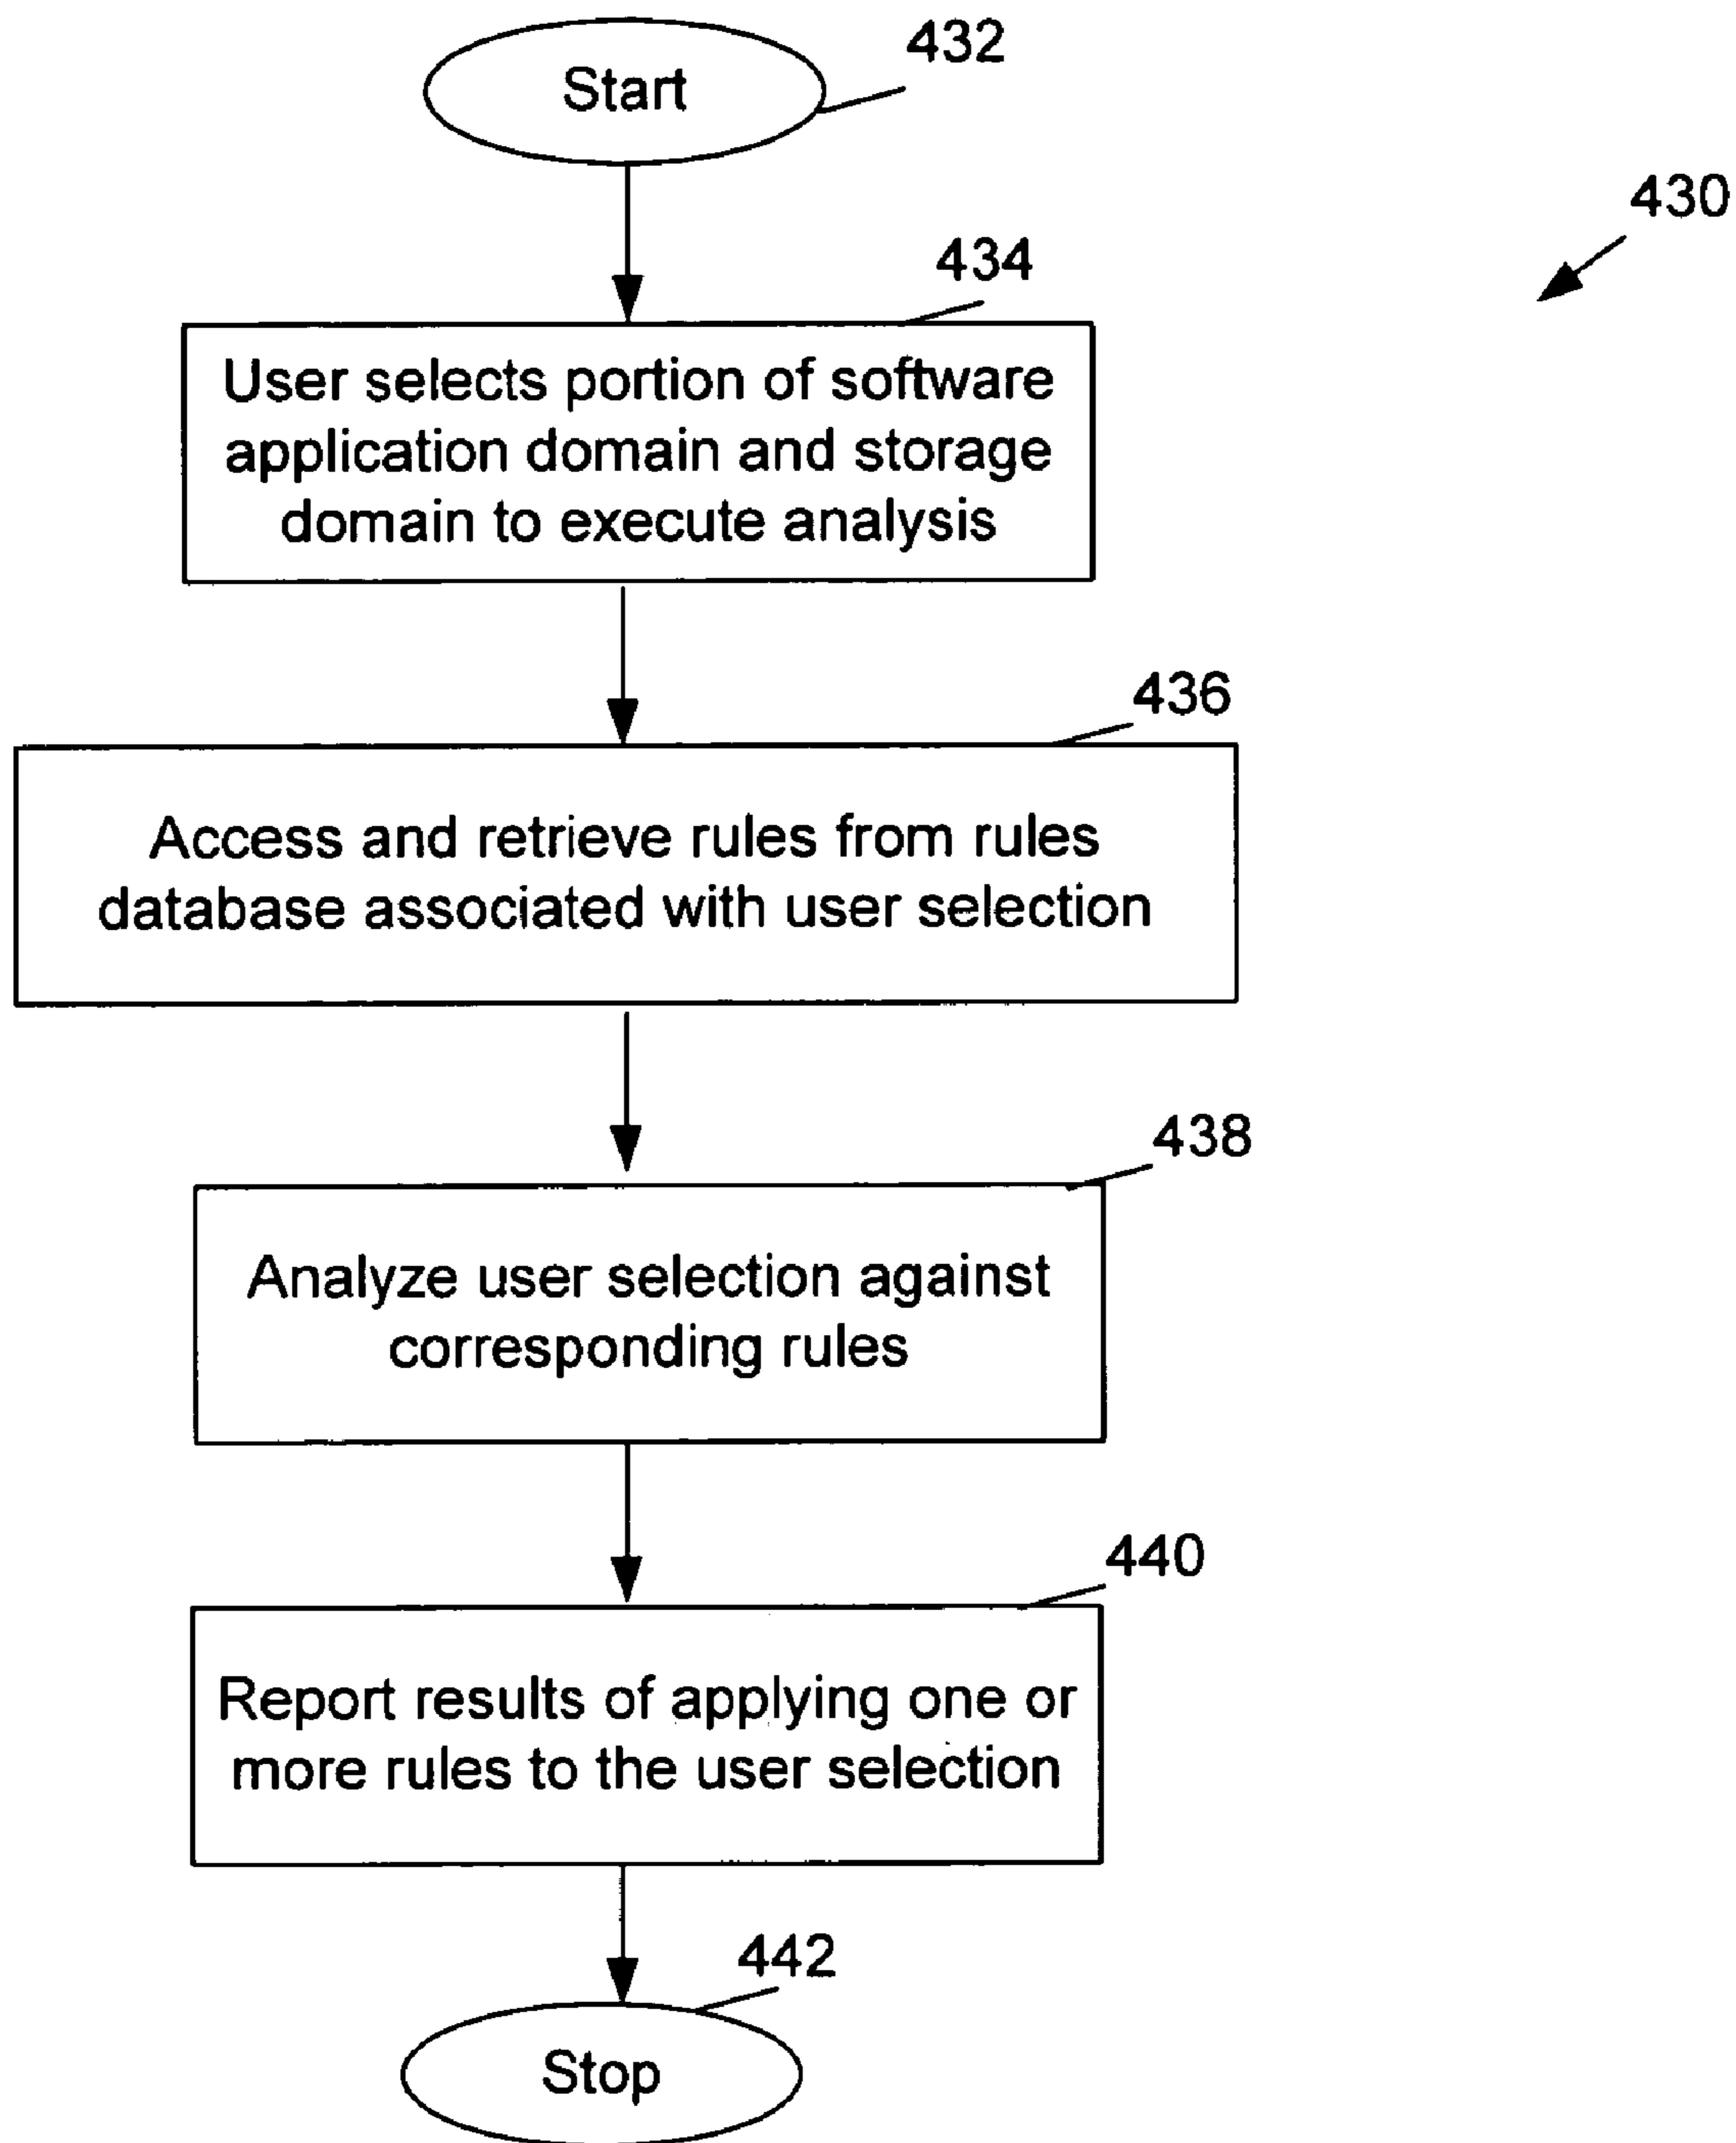 432
Start
430
434
User selects portion of software
application domain and storage
domain to execute analysis
436
Access and retrieve rules from rules
database associated with user selection
438
Analyze user selection against
corresponding rules
440
Report results of applying one or
more rules to the user selection
442
Stop